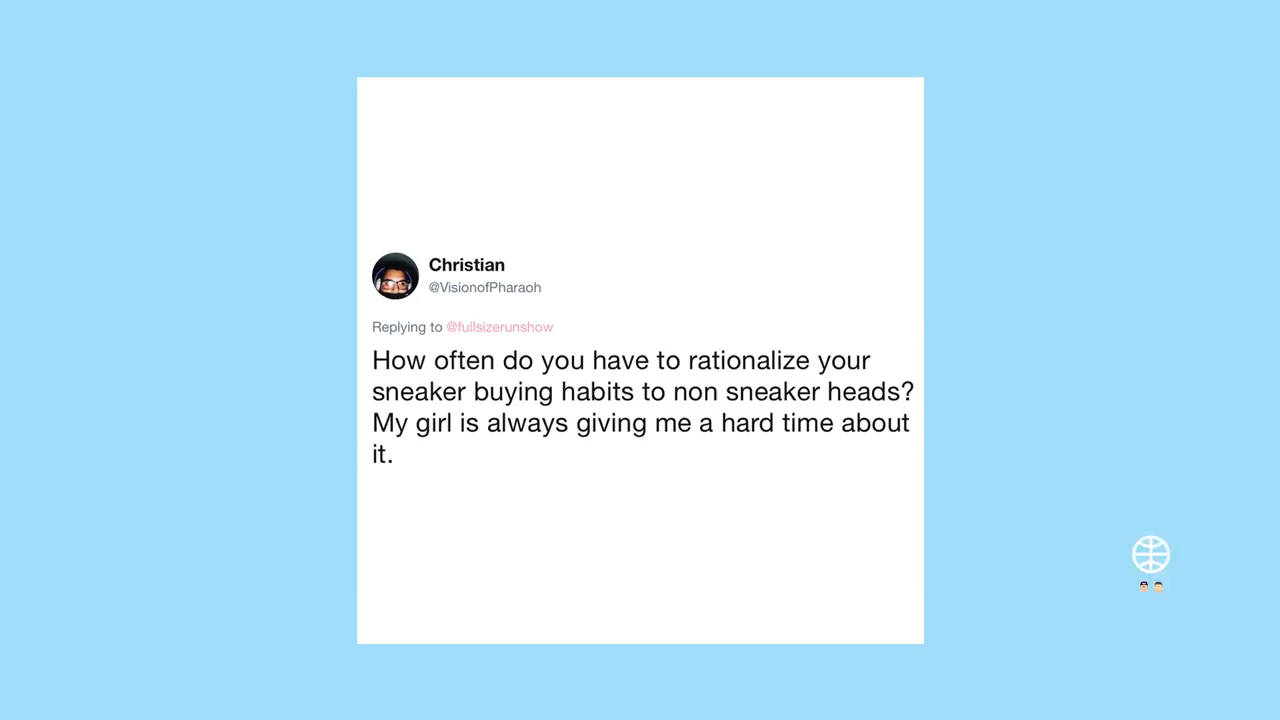 Christian
@VisionofPharaoh
Replying to @fullsizerunshow
How often do you have to rationalize your
sneaker buying habits to non sneaker heads?
My girl is always giving me a hard time about
it.